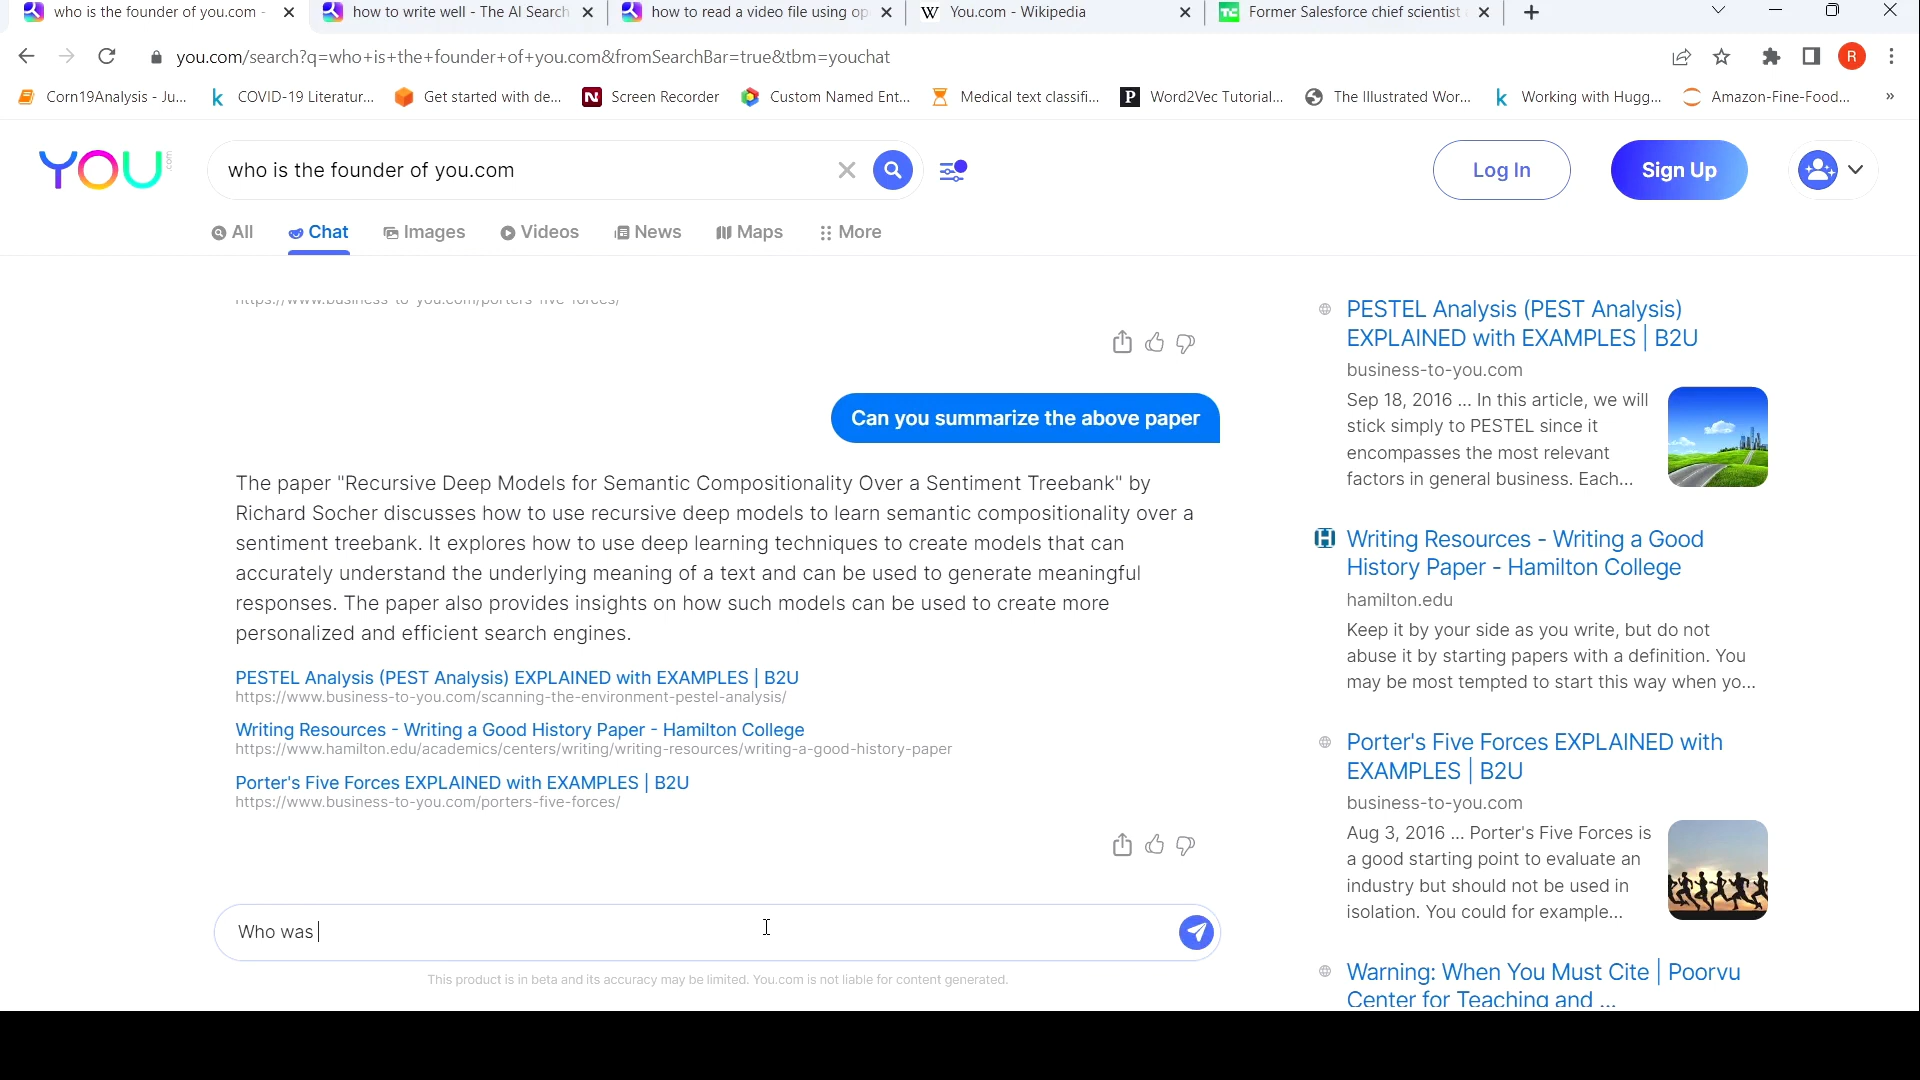 who is the founder of you.com -
how to write well - The AI Search
how to read a video file using op
You.com - Wikipedia
Former Salesforce chief scientist
you.com/search?q=who+is+the+founder+of+you.com&fromSearchBar=true&tbm=youchat
R
Corn19Analysis - Ju...
COVID-19 Literatur...
Get started with de...
Screen Recorder
Custom Named Ent...
Medical text classifi...
Word2Vec Tutorial...
The Illustrated Wor...
Working with Hugg...
Amazon-Fine-Food...
»
YOU.com
who is the founder of you.com
Log In
Sign Up
All
Chat
Images
Videos
News
Maps
More
https://www.business-to-you.com/porters-five-forces/
Can you summarize the above paper
The paper "Recursive Deep Models for Semantic Compositionality Over a Sentiment Treebank" by
Richard Socher discusses how to use recursive deep models to learn semantic compositionality over a
sentiment treebank. It explores how to use deep learning techniques to create models that can
accurately understand the underlying meaning of a text and can be used to generate meaningful
responses. The paper also provides insights on how such models can be used to create more
personalized and efficient search engines.
PESTEL Analysis (PEST Analysis) EXPLAINED with EXAMPLES | B2U
https://www.business-to-you.com/scanning-the-environment-pestel-analysis/
Writing Resources - Writing a Good History Paper - Hamilton College
https://www.hamilton.edu/academics/centers/writing/writing-resources/writing-a-good-history-paper
Porter's Five Forces EXPLAINED with EXAMPLES | B2U
https://www.business-to-you.com/porters-five-forces/
Who was
This product is in beta and its accuracy may be limited. You.com is not liable for content generated.
PESTEL Analysis (PEST Analysis)
EXPLAINED with EXAMPLES | B2U
business-to-you.com
Sep 18, 2016 ... In this article, we will
stick simply to PESTEL since it
encompasses the most relevant
factors in general business. Each...
Writing Resources - Writing a Good
History Paper - Hamilton College
hamilton.edu
Keep it by your side as you write, but do not
abuse it by starting papers with a definition. You
may be most tempted to start this way when yo...
Porter's Five Forces EXPLAINED with
EXAMPLES | B2U
business-to-you.com
Aug 3, 2016 ... Porter's Five Forces is
a good starting point to evaluate an
industry but should not be used in
isolation. You could for example...
Warning: When You Must Cite | Poorvu
Center for Teaching and ...